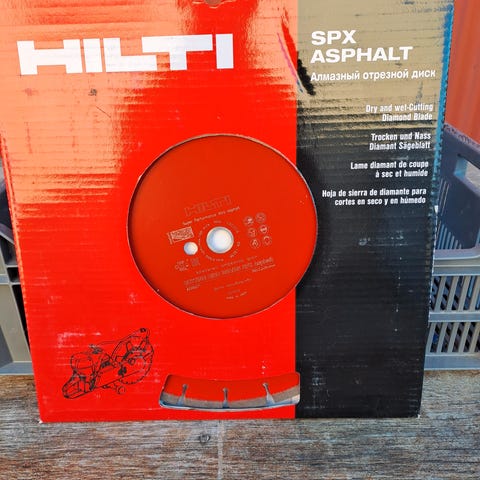 HILTI
SPX
ASPHALT
Алмазный отрезной диск
Dry and wet-Cutting
Diamond Blade
Trocken und Nass
Diamant Sägeblatt
Lame diamant de coupe
à sec et humide
Hoja de sierra de diamante para
cortes en seco y en húmedo
HILTI